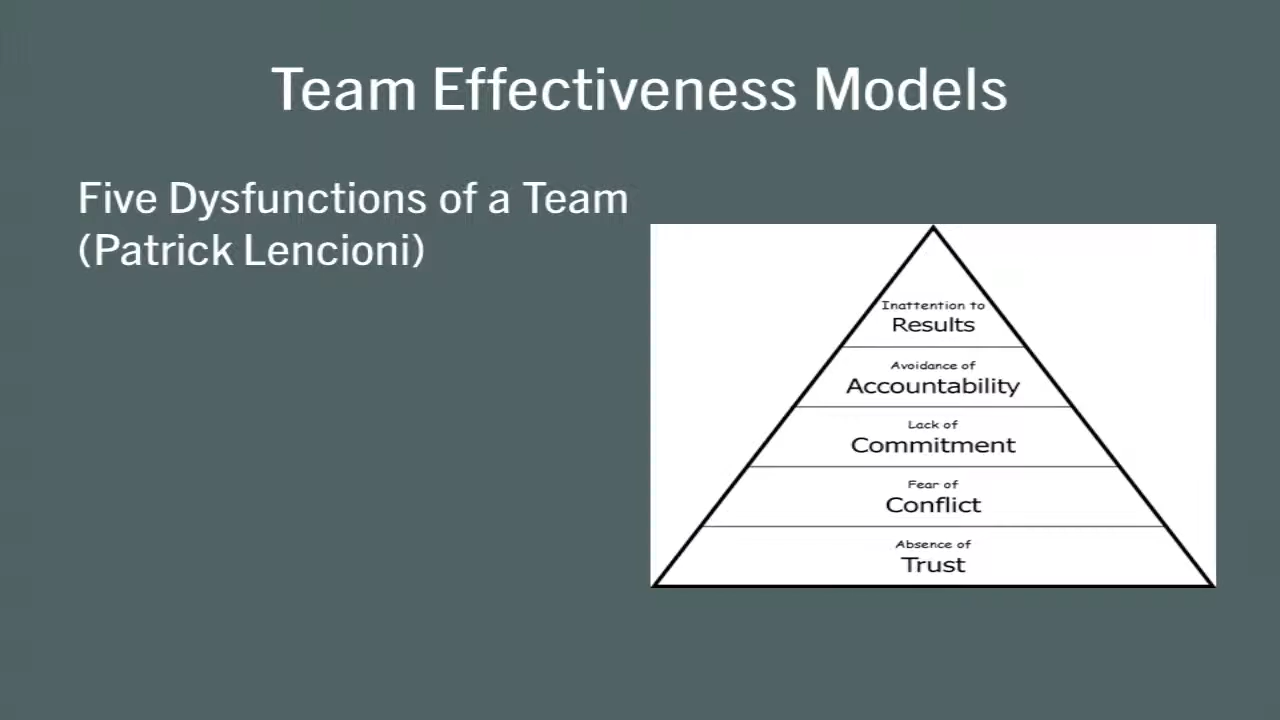 Team Effectiveness Models
Five Dysfunctions of a Team
(Patrick Lencioni)
Inattention to
Results
Avoidance of
Accountability
Lack of
Commitment
Fear of
Conflict
Absence of
Trust